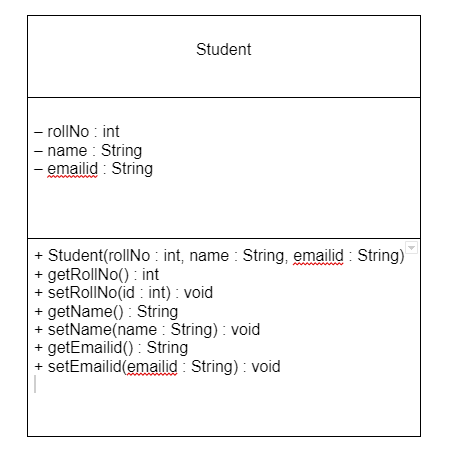 Student
– rollNo : int
– name : String
– emailid : String
+ Student(rollNo : int, name : String, emailid : String)
+ getRollNo() : int
+ setRollNo(id : int) : void
+ getName() : String
+ setName(name : String) : void
+ getEmailid() : String
+ setEmailid(emailid : String) : void